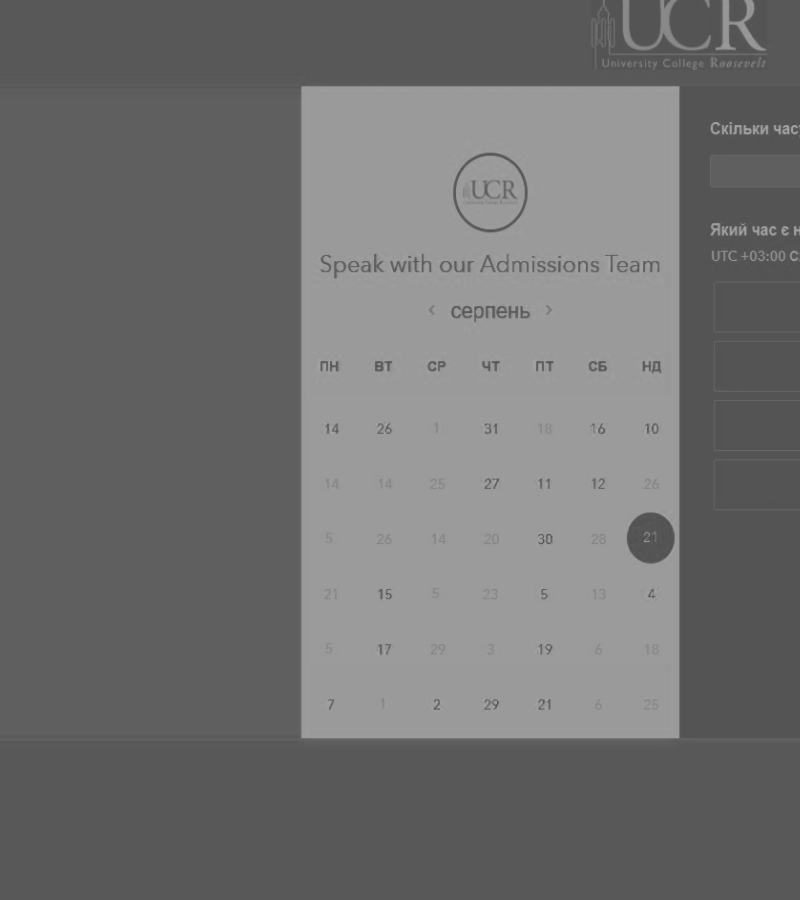 UCR
University College Roosevelt
UCR
Speak with our Admissions Team
серпень
ПН ВТ СР ЧТ ПТ СБ НД
14 26 1 31 18 16 10
14 14 25 27 11 12 26
5 26 14 20 30 28 21
21 15 5 23 5 13 4
5 17 29 3 19 6 18
7 1 2 29 21 6 25
Скільки час
Який час є
UTC +03:00